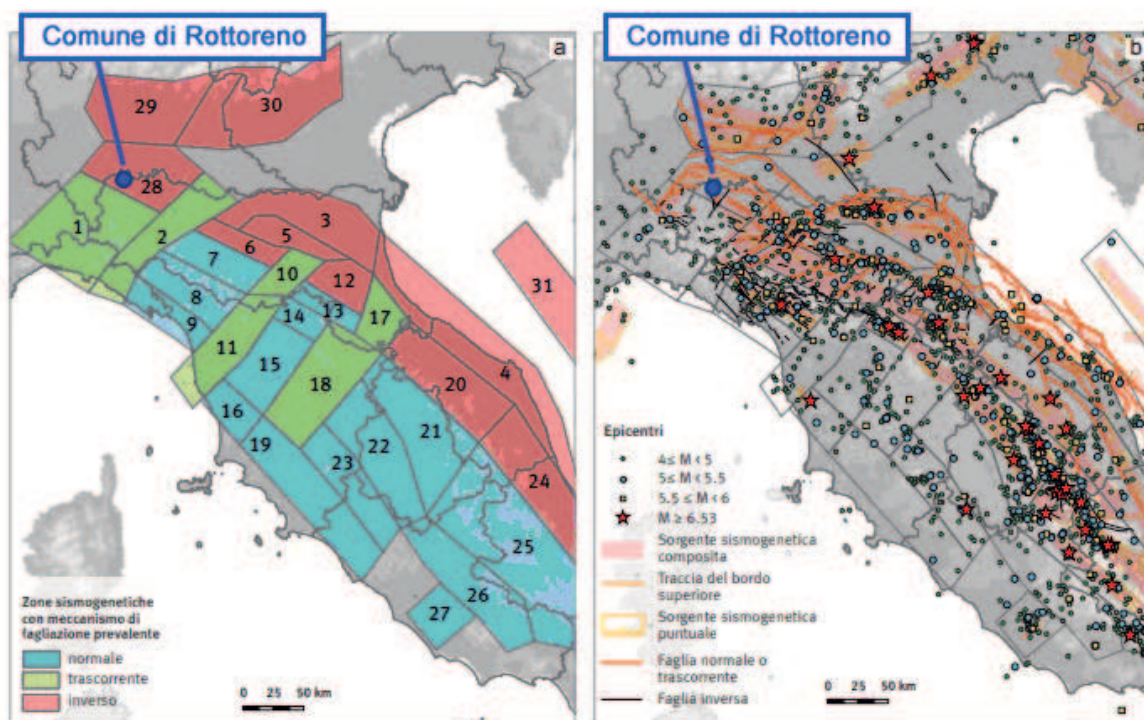 Comune di Rottoreno
a
29
30
28
1
2
3
5
6
7
10
12
31
8
13
14
17
9
11
15
4
20
18
16
21
22
19
23
24
25
26
27
Zone sismogenetiche
con meccanismo di
fagliazione prevalente
normale
trascorrente
inverso
0 25 50 km
Comune di Rottoreno
b
Epicentri
4≤ M < 5
5≤ M < 5.5
5.5 ≤ M < 6
M ≥ 6.53
Sorgente sismogenetica
composita
Traccia del bordo
superiore
Sorgente sismogenetica
puntuale
Faglia normale o
trascorrente
Faglia inversa
0 25 50 km